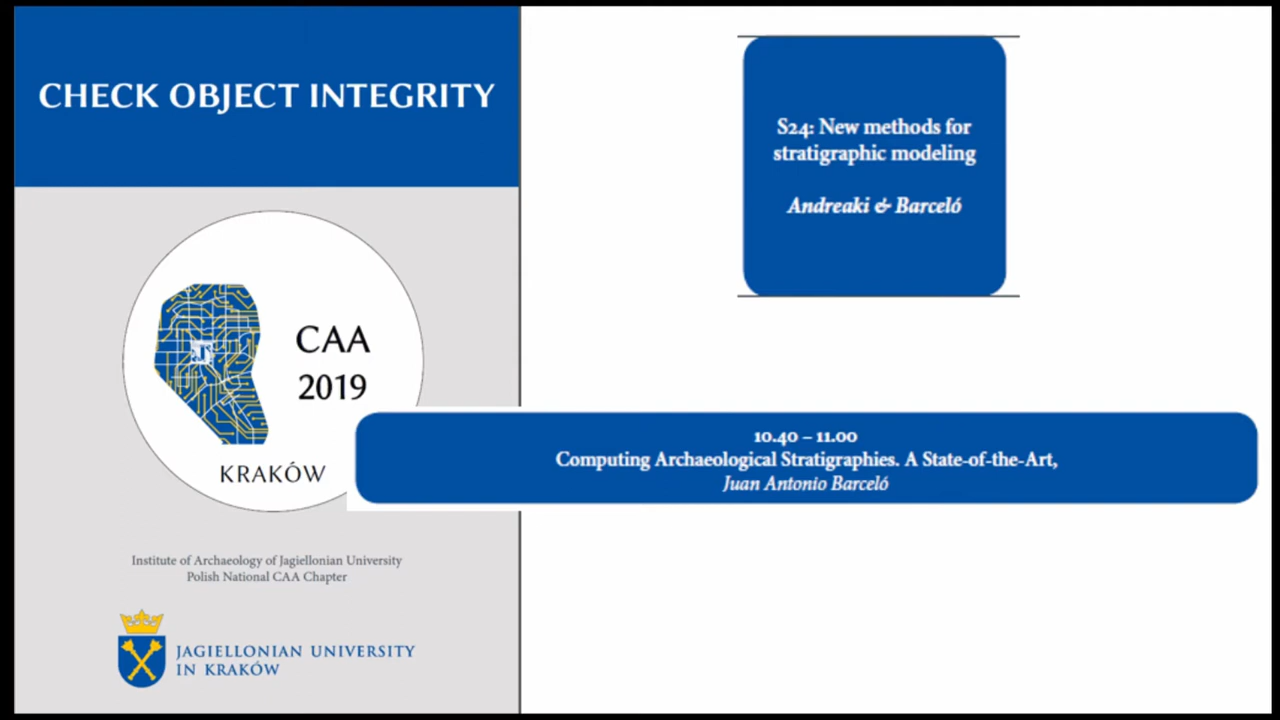 CHECK OBJECT INTEGRITY
CAA
2019
KRAKÓW
Institute of Archaeology of Jagiellonian University
Polish National CAA Chapter
JAGIELLONIAN UNIVERSITY
IN KRAKÓW
S24: New methods for
stratigraphic modeling
Andreaki & Barceló
10.40 – 11.00
Computing Archaeological Stratigraphies. A State-of-the-Art,
Juan Antonio Barceló